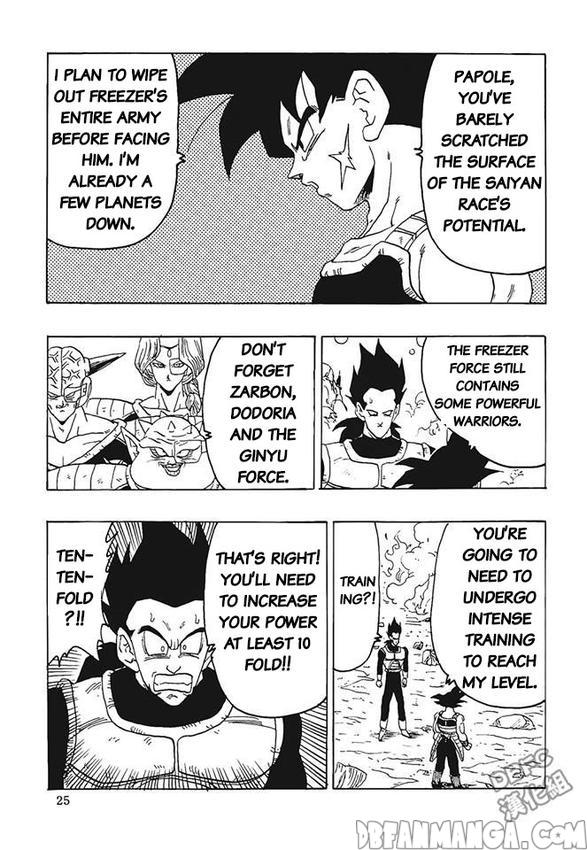 PAPOLE,
YOU'VE
BARELY
SCRATCHED
THE SURFACE
OF THE SAIYAN
RACE'S
POTENTIAL.
I PLAN TO WIPE
OUT FREEZER'S
ENTIRE ARMY
BEFORE FACING
HIM. I'M
ALREADY A
FEW PLANETS
DOWN.
THE FREEZER
FORCE STILL
CONTAINS
SOME POWERFUL
WARRIORS.
DON'T
FORGET
ZARBON,
DODORIA
AND THE
GINYU
FORCE.
YOU'RE
GOING TO
NEED TO
UNDERGO
INTENSE
TRAINING
TO REACH
MY LEVEL.
TRAIN
ING?!
THAT'S RIGHT!
YOU'LL NEED
TO INCREASE
YOUR POWER
AT LEAST 10
FOLD!!
TEN-
TEN-
FOLD
?!!
25
DBFC
漢化組
DBFANMANGA.COM